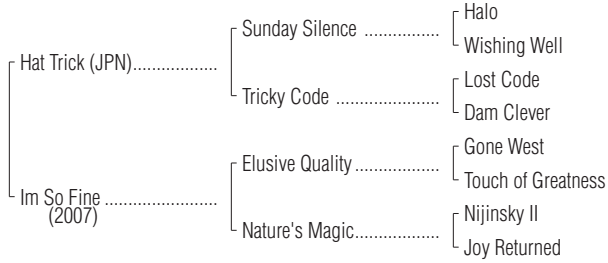 Halo
Sunday Silence ................
Wishing Well
Hat Trick (JPN)..................
Lost Code
Tricky Code ......................
Dam Clever
Gone West
Elusive Quality..................
Touch of Greatness
Im So Fine ........................
(2007)
Nijinsky II
Nature's Magic..................
Joy Returned